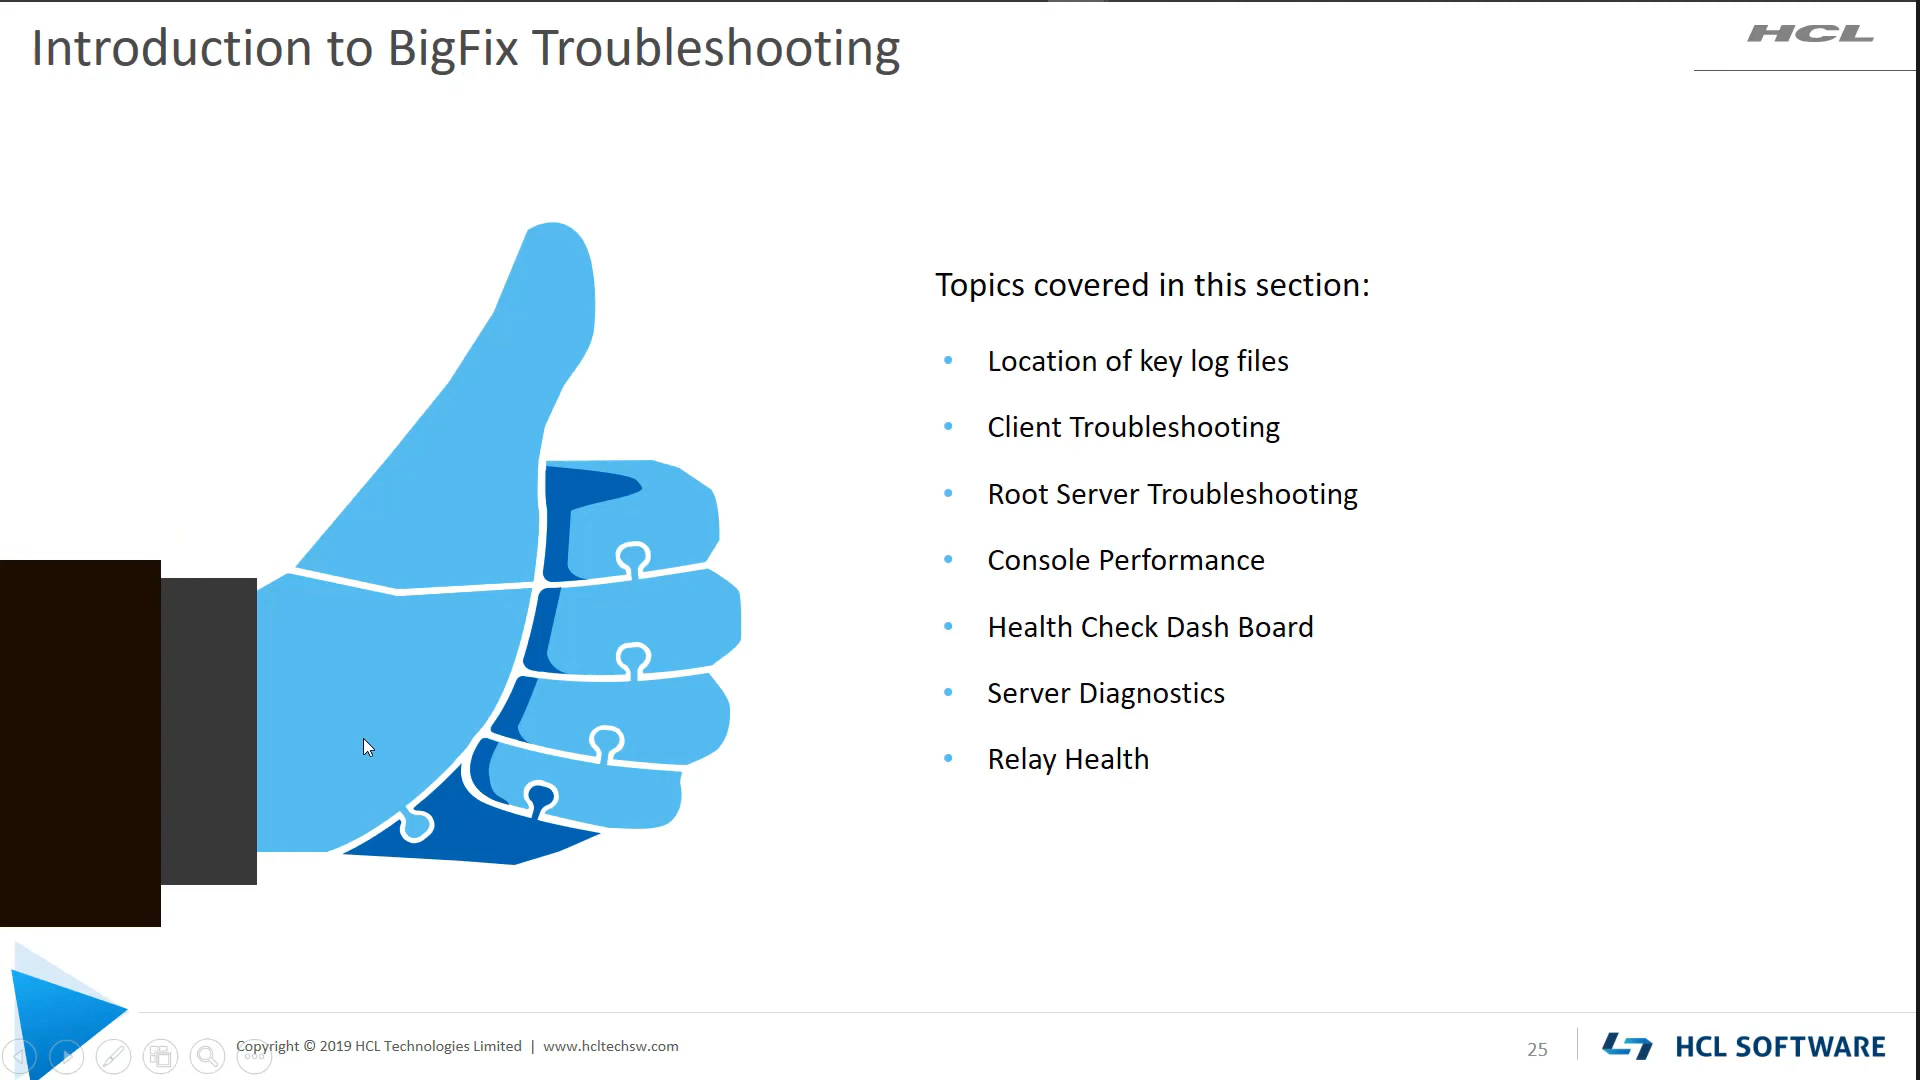 Introduction to BigFix Troubleshooting
HCL
Topics covered in this section:
• Location of key log files
• Client Troubleshooting
• Root Server Troubleshooting
• Console Performance
• Health Check Dash Board
• Server Diagnostics
• Relay Health
Copyright © 2019 HCL Technologies Limited | www.hcltechsw.com
25
HCL SOFTWARE